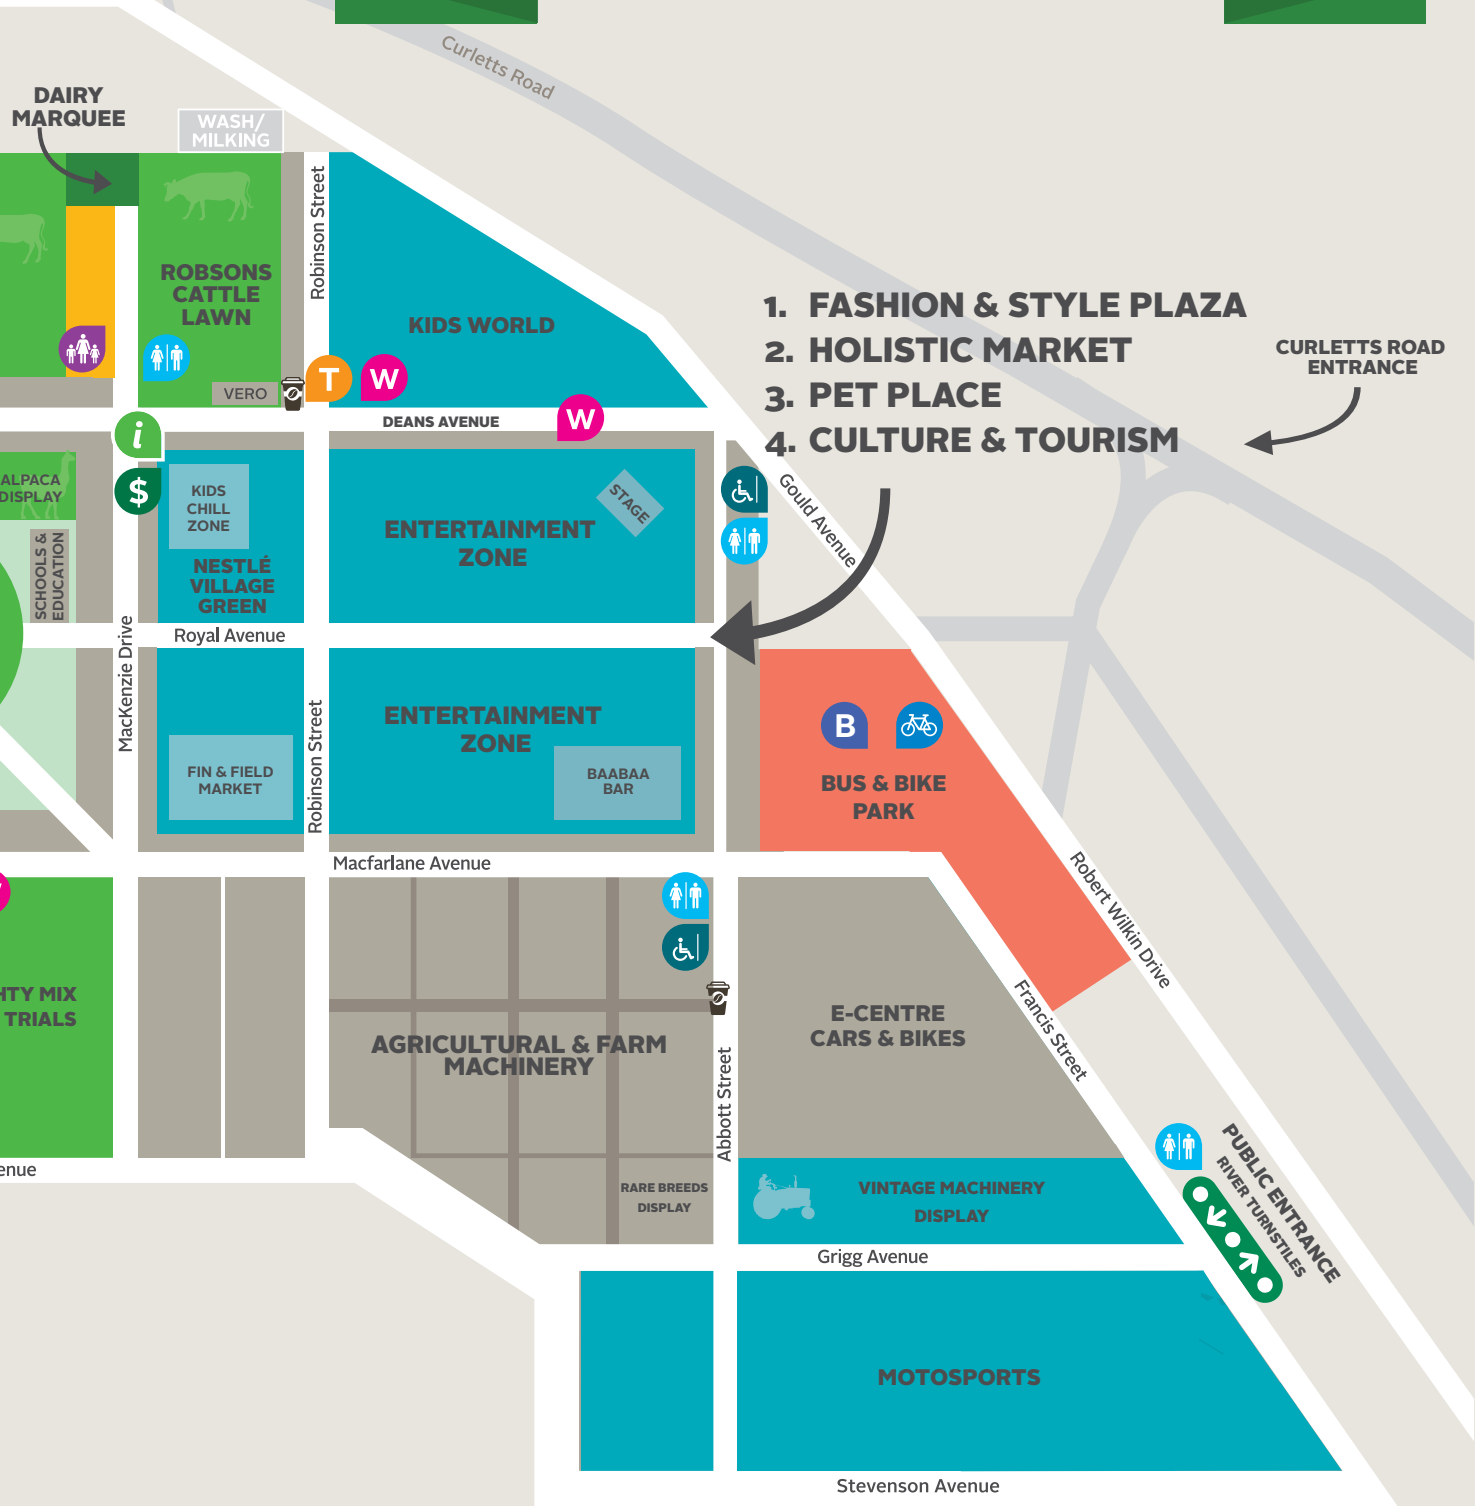 Curletts Road
DAIRY
MARQUEE
WASH/
MILKING
Robinson Street
ROBSONS
CATTLE
LAWN
KIDS WORLD
1. FASHION & STYLE PLAZA
2. HOLISTIC MARKET
3. PET PLACE
4. CULTURE & TOURISM
CURLETTS ROAD
ENTRANCE
VERO
T
W
DEANS AVENUE
W
i
$
ALPACA
DISPLAY
KIDS
CHILL
ZONE
STAGE
ENTERTAINMENT
ZONE
Gould Avenue
SCHOOLS &
EDUCATION
NESTLÉ
VILLAGE
GREEN
Royal Avenue
MacKenzie Drive
Robinson Street
ENTERTAINMENT
ZONE
B
BUS & BIKE
PARK
FIN & FIELD
MARKET
BAABAA
BAR
Macfarlane Avenue
Robert Wilkin Drive
HTY MIX
TRIALS
E-CENTRE
CARS & BIKES
Francis Street
AGRICULTURAL & FARM
MACHINERY
Abbott Street
enue
PUBLIC ENTRANCE
RIVER TURNSTILES
RARE BREEDS
DISPLAY
VINTAGE MACHINERY
DISPLAY
Grigg Avenue
MOTOSPORTS
Stevenson Avenue